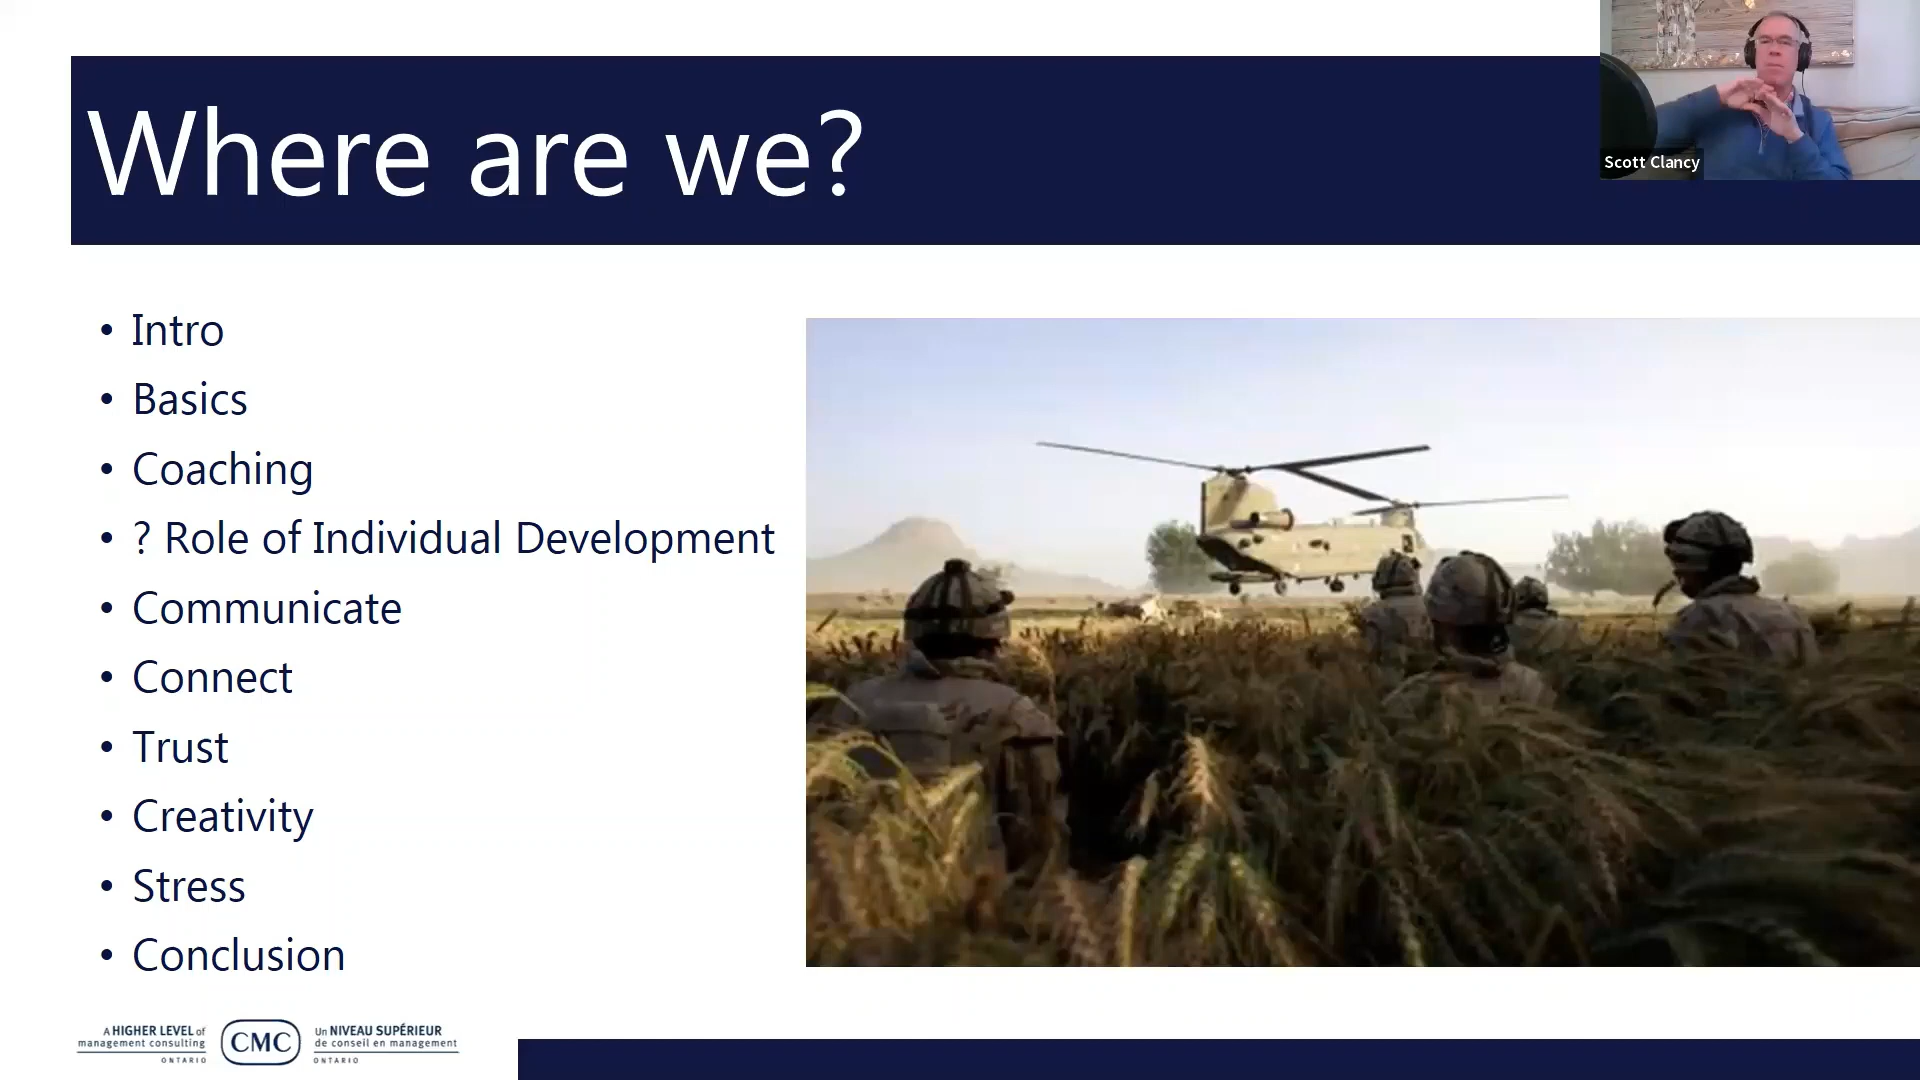 Where are we?
Scott Clancy
• Intro
• Basics
• Coaching
• ? Role of Individual Development
• Communicate
• Connect
• Trust
• Creativity
• Stress
• Conclusion
A HIGHER LEVEL of
management consulting
ONTARIO
CMC
Un NIVEAU SUPÉRIEUR
de conseil en management
ONTARIO